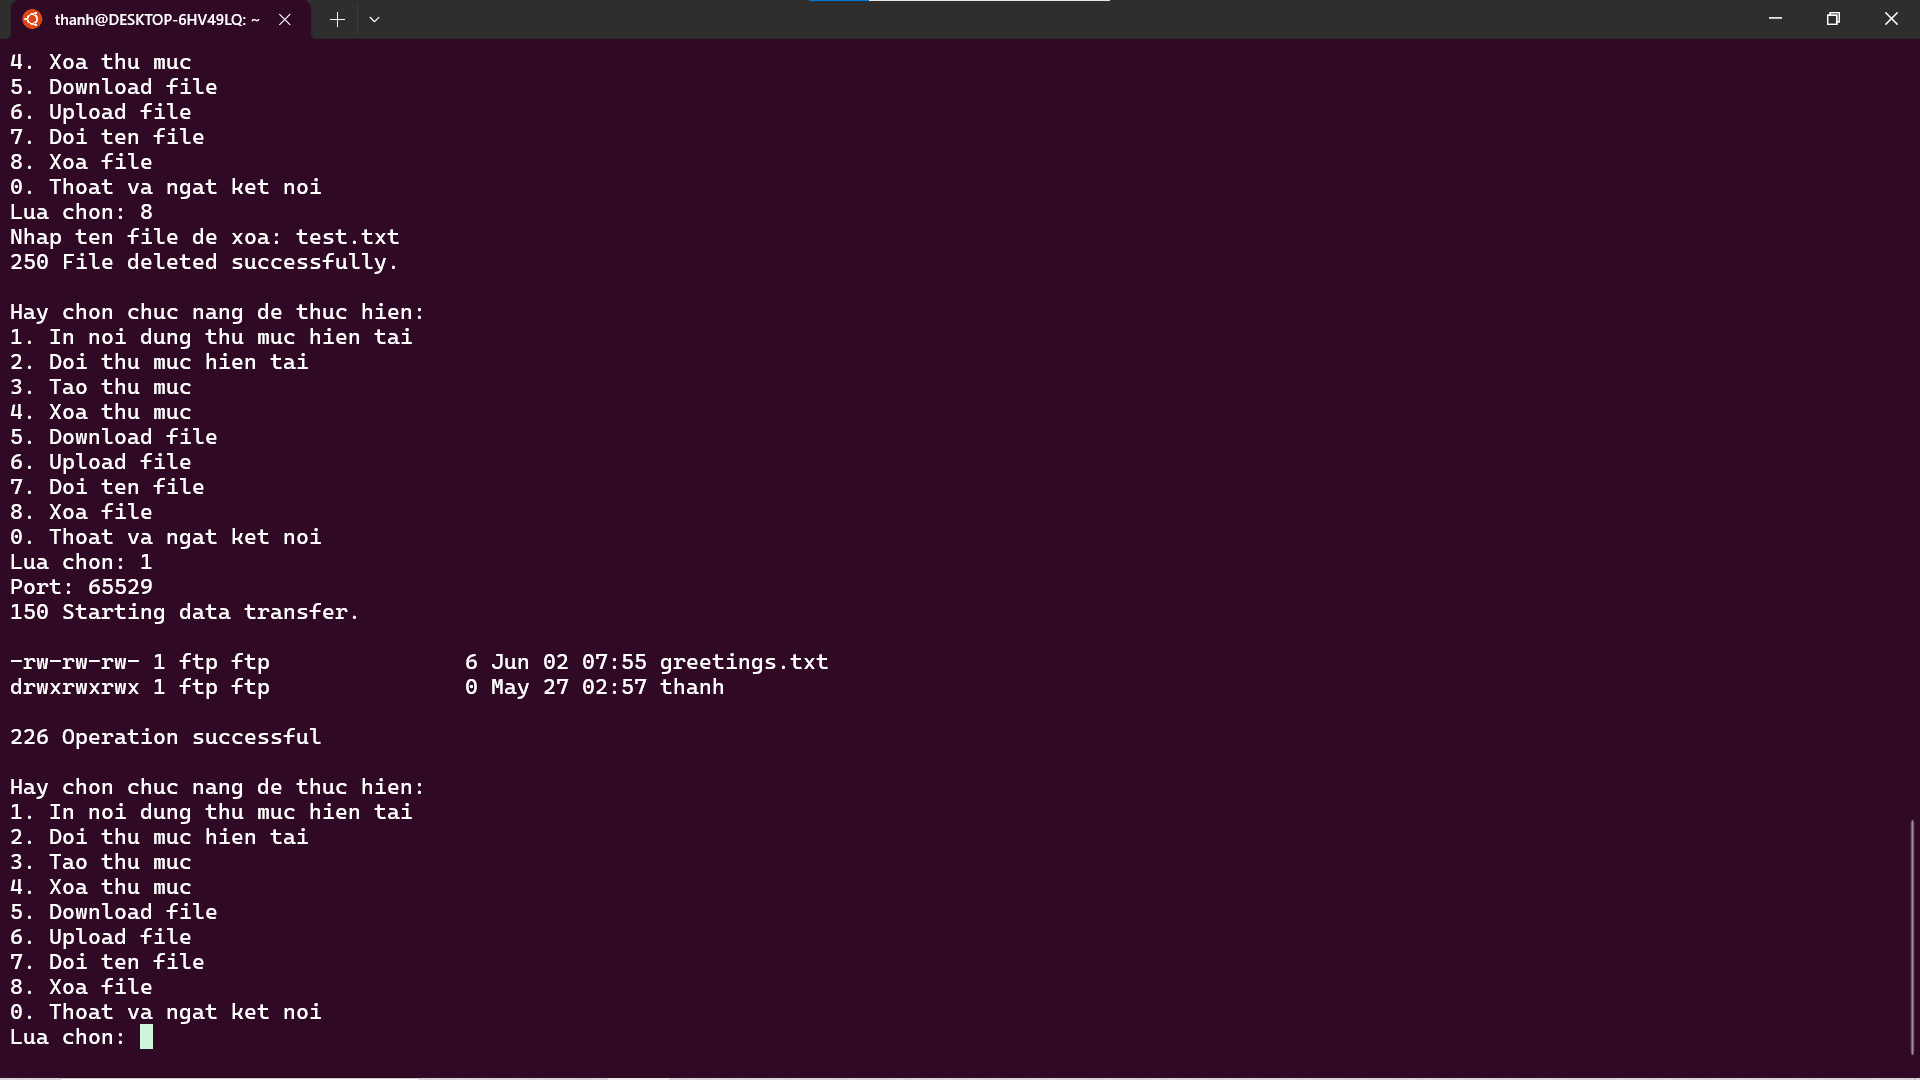 thanh@DESKTOP-6HV49LQ: ~
4. Xoa thu muc
5. Download file
6. Upload file
7. Doi ten file
8. Xoa file
0. Thoat va ngat ket noi
Lua chon: 8
Nhap ten file de xoa: test.txt
250 File deleted successfully.
Hay chon chuc nang de thuc hien:
1. In noi dung thu muc hien tai
2. Doi thu muc hien tai
3. Tao thu muc
4. Xoa thu muc
5. Download file
6. Upload file
7. Doi ten file
8. Xoa file
0. Thoat va ngat ket noi
Lua chon: 1
Port: 65529
150 Starting data transfer.
-rw-rw-rw- 1 ftp ftp               6 Jun 02 07:55 greetings.txt
drwxrwxrwx 1 ftp ftp               0 May 27 02:57 thanh
226 Operation successful
Hay chon chuc nang de thuc hien:
1. In noi dung thu muc hien tai
2. Doi thu muc hien tai
3. Tao thu muc
4. Xoa thu muc
5. Download file
6. Upload file
7. Doi ten file
8. Xoa file
0. Thoat va ngat ket noi
Lua chon: